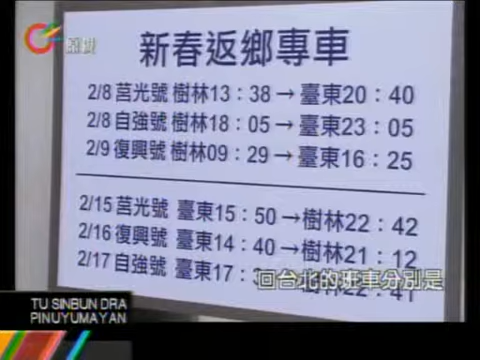 原視
新春返鄉專車
2/8 莒光號 樹林13：38→臺東20：40
2/8 自強號 樹林18：05→臺東23：05
2/9 復興號 樹林09：29→臺東16：25
2/15 莒光號 臺東15：50→樹林22：42
2/16 復興號 臺東14：40→樹林21：12
2/17 自強號 臺東17：
回台北的班車分別是
TU SINBUN DRA
PINUYUMAYAN